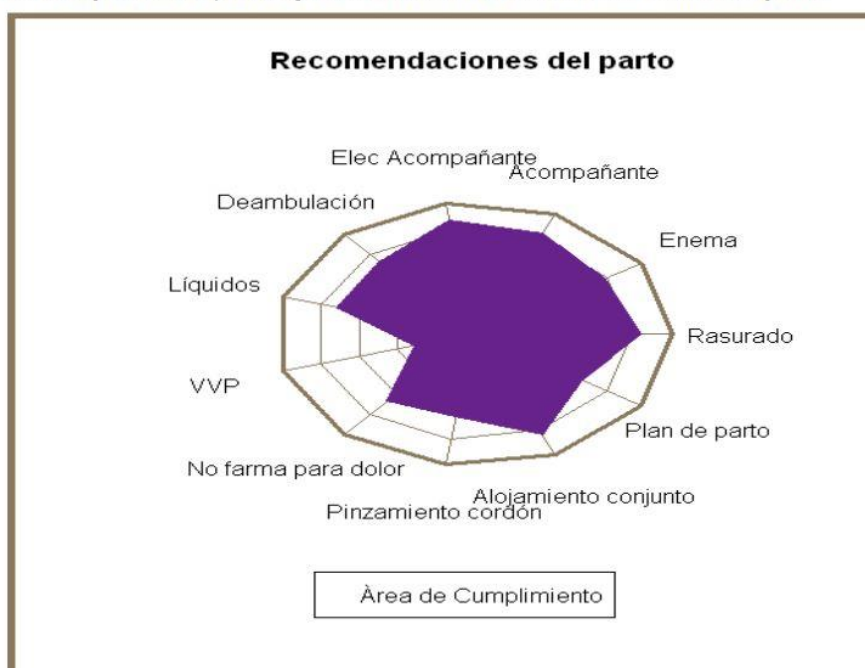 Recomendaciones del parto
Elec Acompañante
Acompañante
Deambulación
Enema
Líquidos
Rasurado
VVP
Plan de parto
No farma para dolor
Alojamiento conjunto
Pinzamiento cordón
Àrea de Cumplimiento